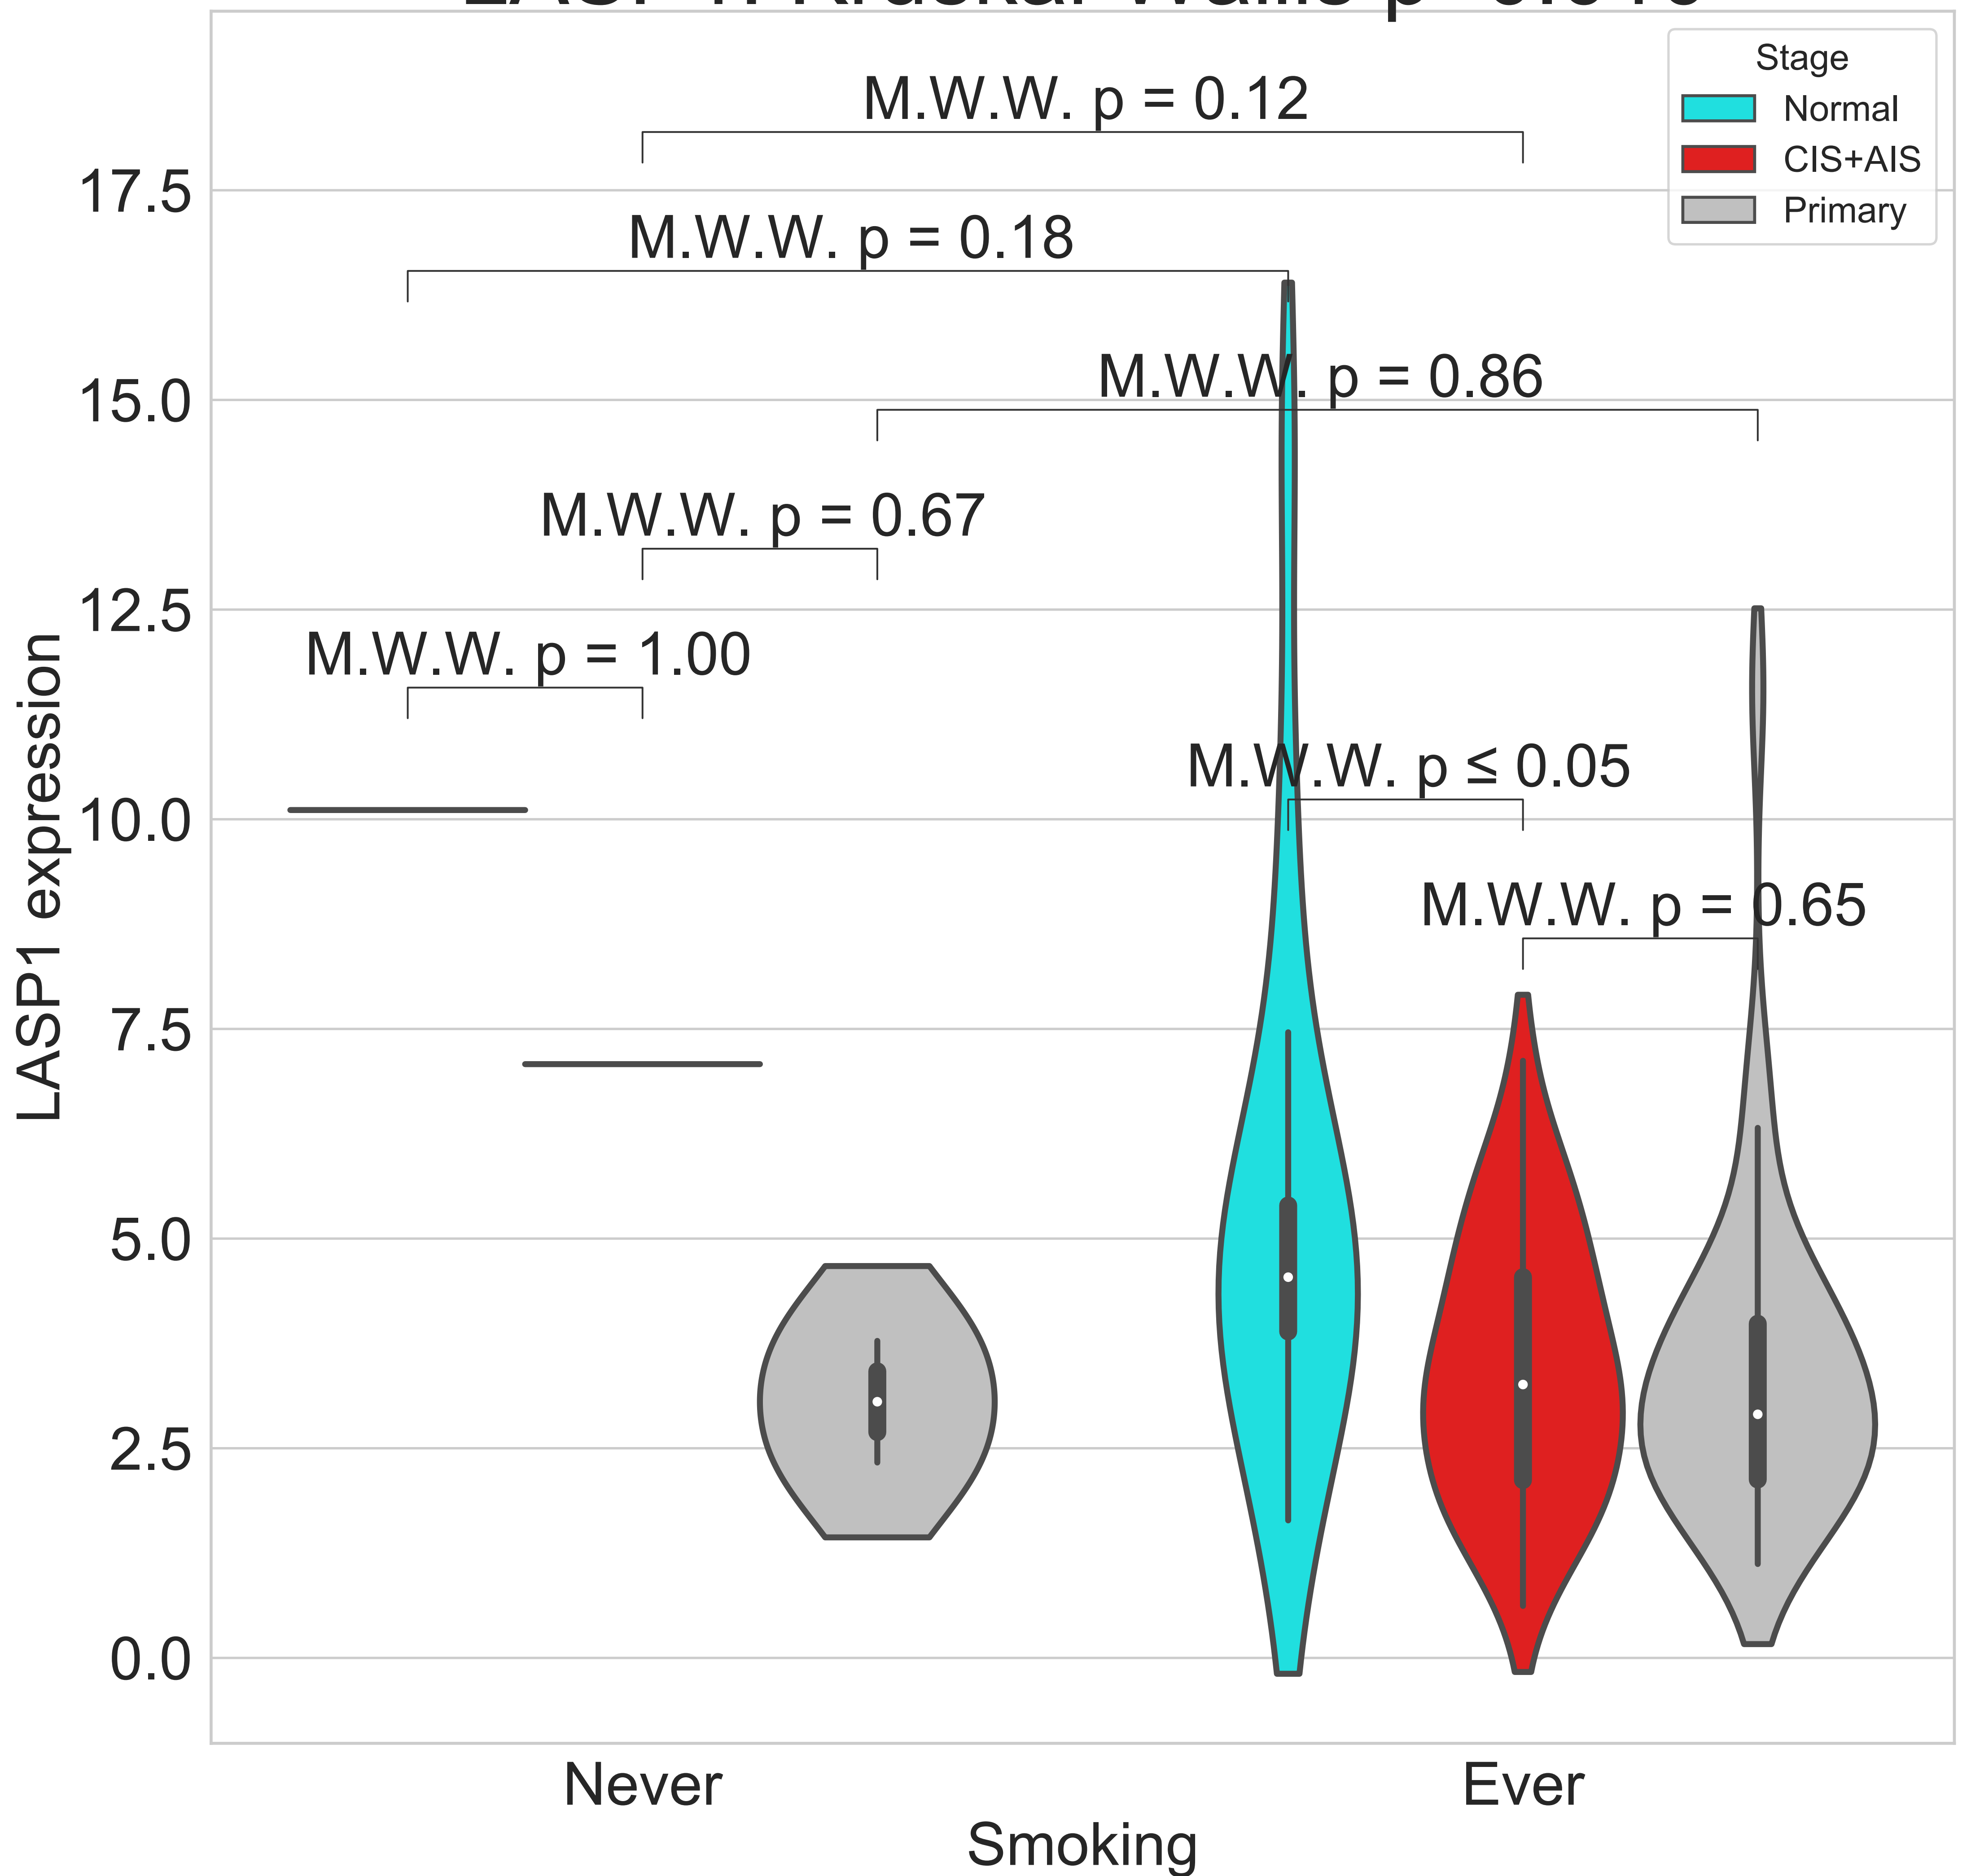 Stage
Normal
CIS+AIS
Primary
M.W.W. p = 0.12
M.W.W. p = 0.18
M.W.W. p = 0.86
M.W.W. p = 0.67
M.W.W. p = 1.00
M.W.W. p ≤ 0.05
M.W.W. p = 0.65
17.5
15.0
12.5
10.0
7.5
5.0
2.5
0.0
LASP1 expression
Never
Ever
Smoking